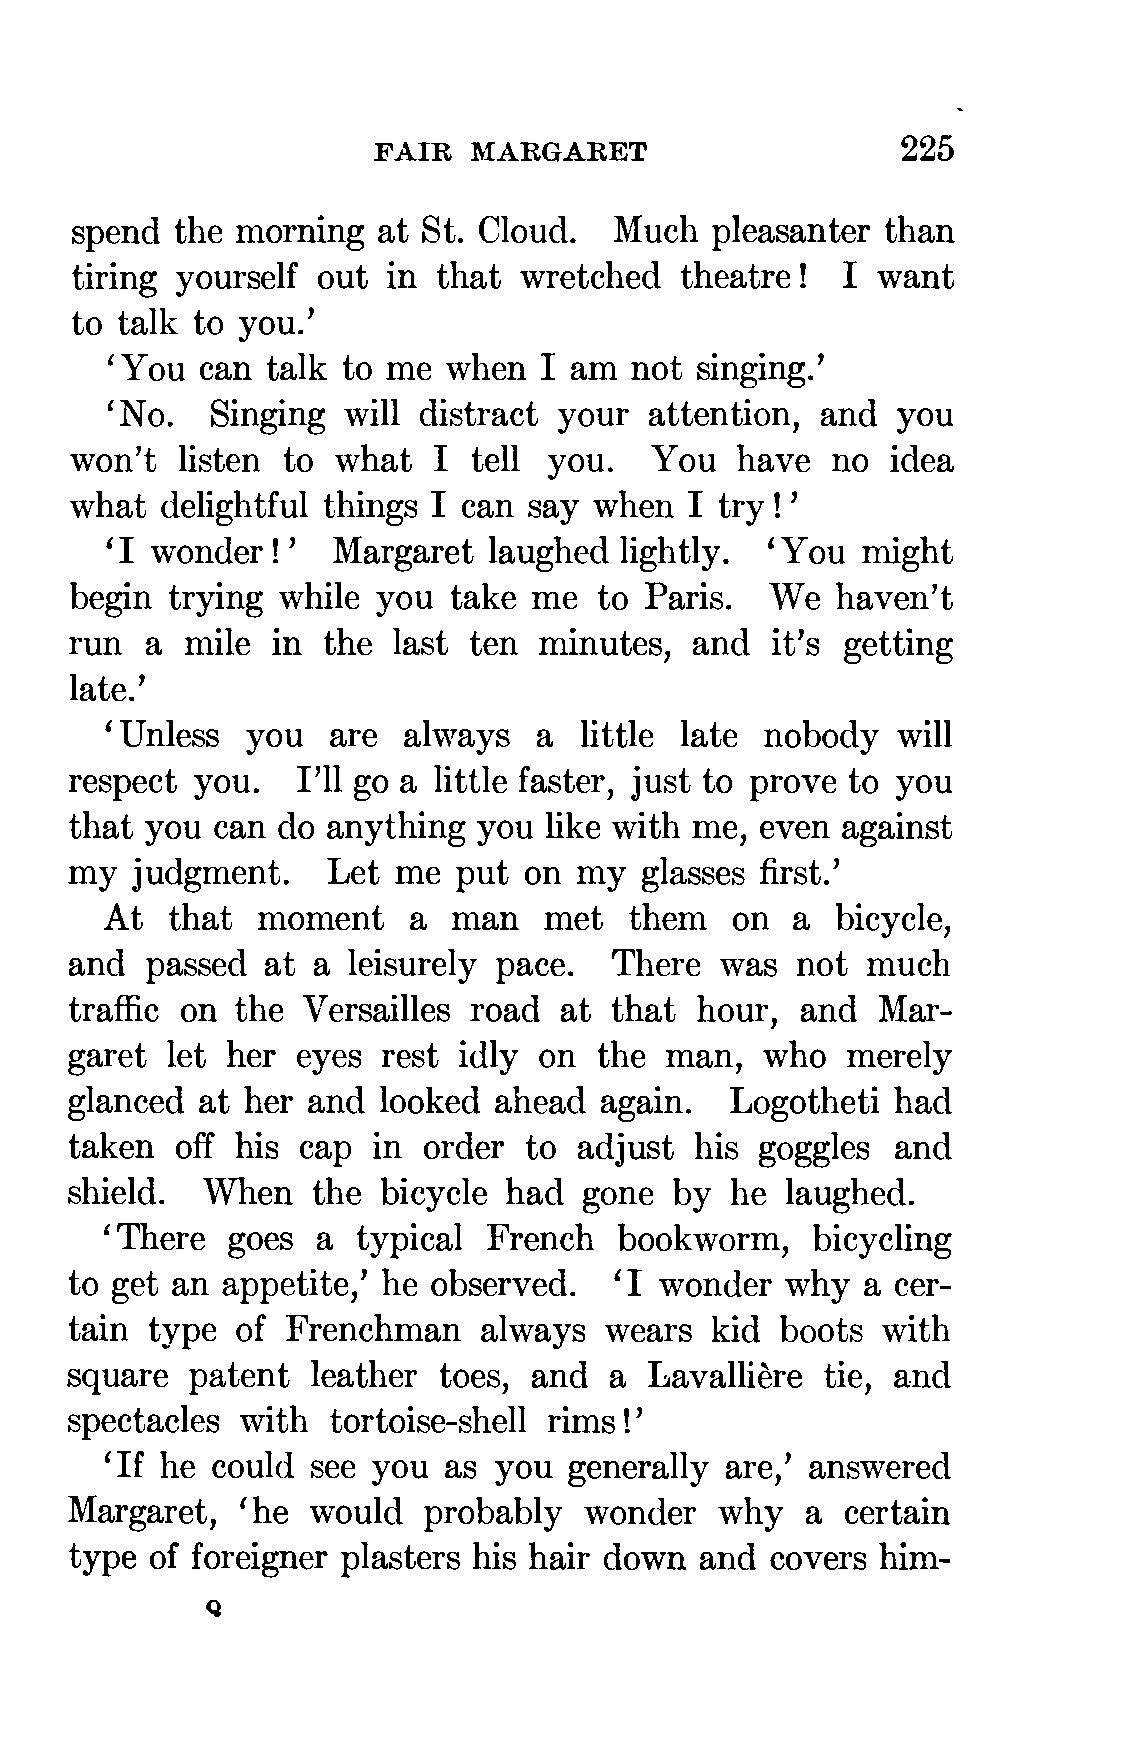 FAIR MARGARET 225
spend the morning at St. Cloud. Much pleasanter than
tiring yourself out in that wretched theatre! I want
to talk to you.’
‘You can talk to me when I am not singing.’
‘No. Singing will distract your attention, and you
won’t listen to what I tell you. You have no idea
what delightful things I can say when I try!’
‘I wonder!’ Margaret laughed lightly. ‘You might
begin trying while you take me to Paris. We haven’t
run a mile in the last ten minutes, and it’s getting
late.’
‘Unless you are always a little late nobody will
respect you. I’ll go a little faster, just to prove to you
that you can do anything you like with me, even against
my judgment. Let me put on my glasses first.’
At that moment a man met them on a bicycle,
and passed at a leisurely pace. There was not much
traffic on the Versailles road at that hour, and Mar-
garet let her eyes rest idly on the man, who merely
glanced at her and looked ahead again. Logotheti had
taken off his cap in order to adjust his goggles and
shield. When the bicycle had gone by he laughed.
‘There goes a typical French bookworm, bicycling
to get an appetite,’ he observed. ‘I wonder why a cer-
tain type of Frenchman always wears kid boots with
square patent leather toes, and a Lavallière tie, and
spectacles with tortoise-shell rims!’
‘If he could see you as you generally are,’ answered
Margaret, ‘he would probably wonder why a certain
type of foreigner plasters his hair down and covers him-
Q